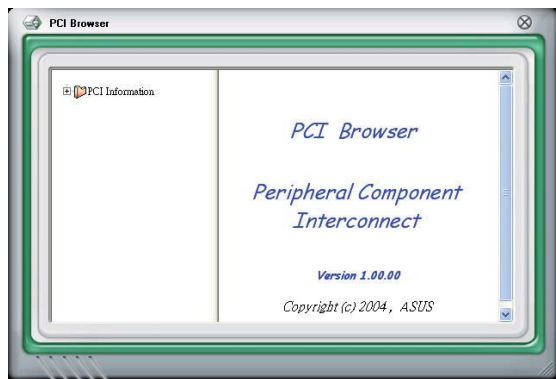 PCI Browser
PCI Information
PCI Browser
Peripheral Component
Interconnect
Version 1.00.00
Copyright (c) 2004, ASUS